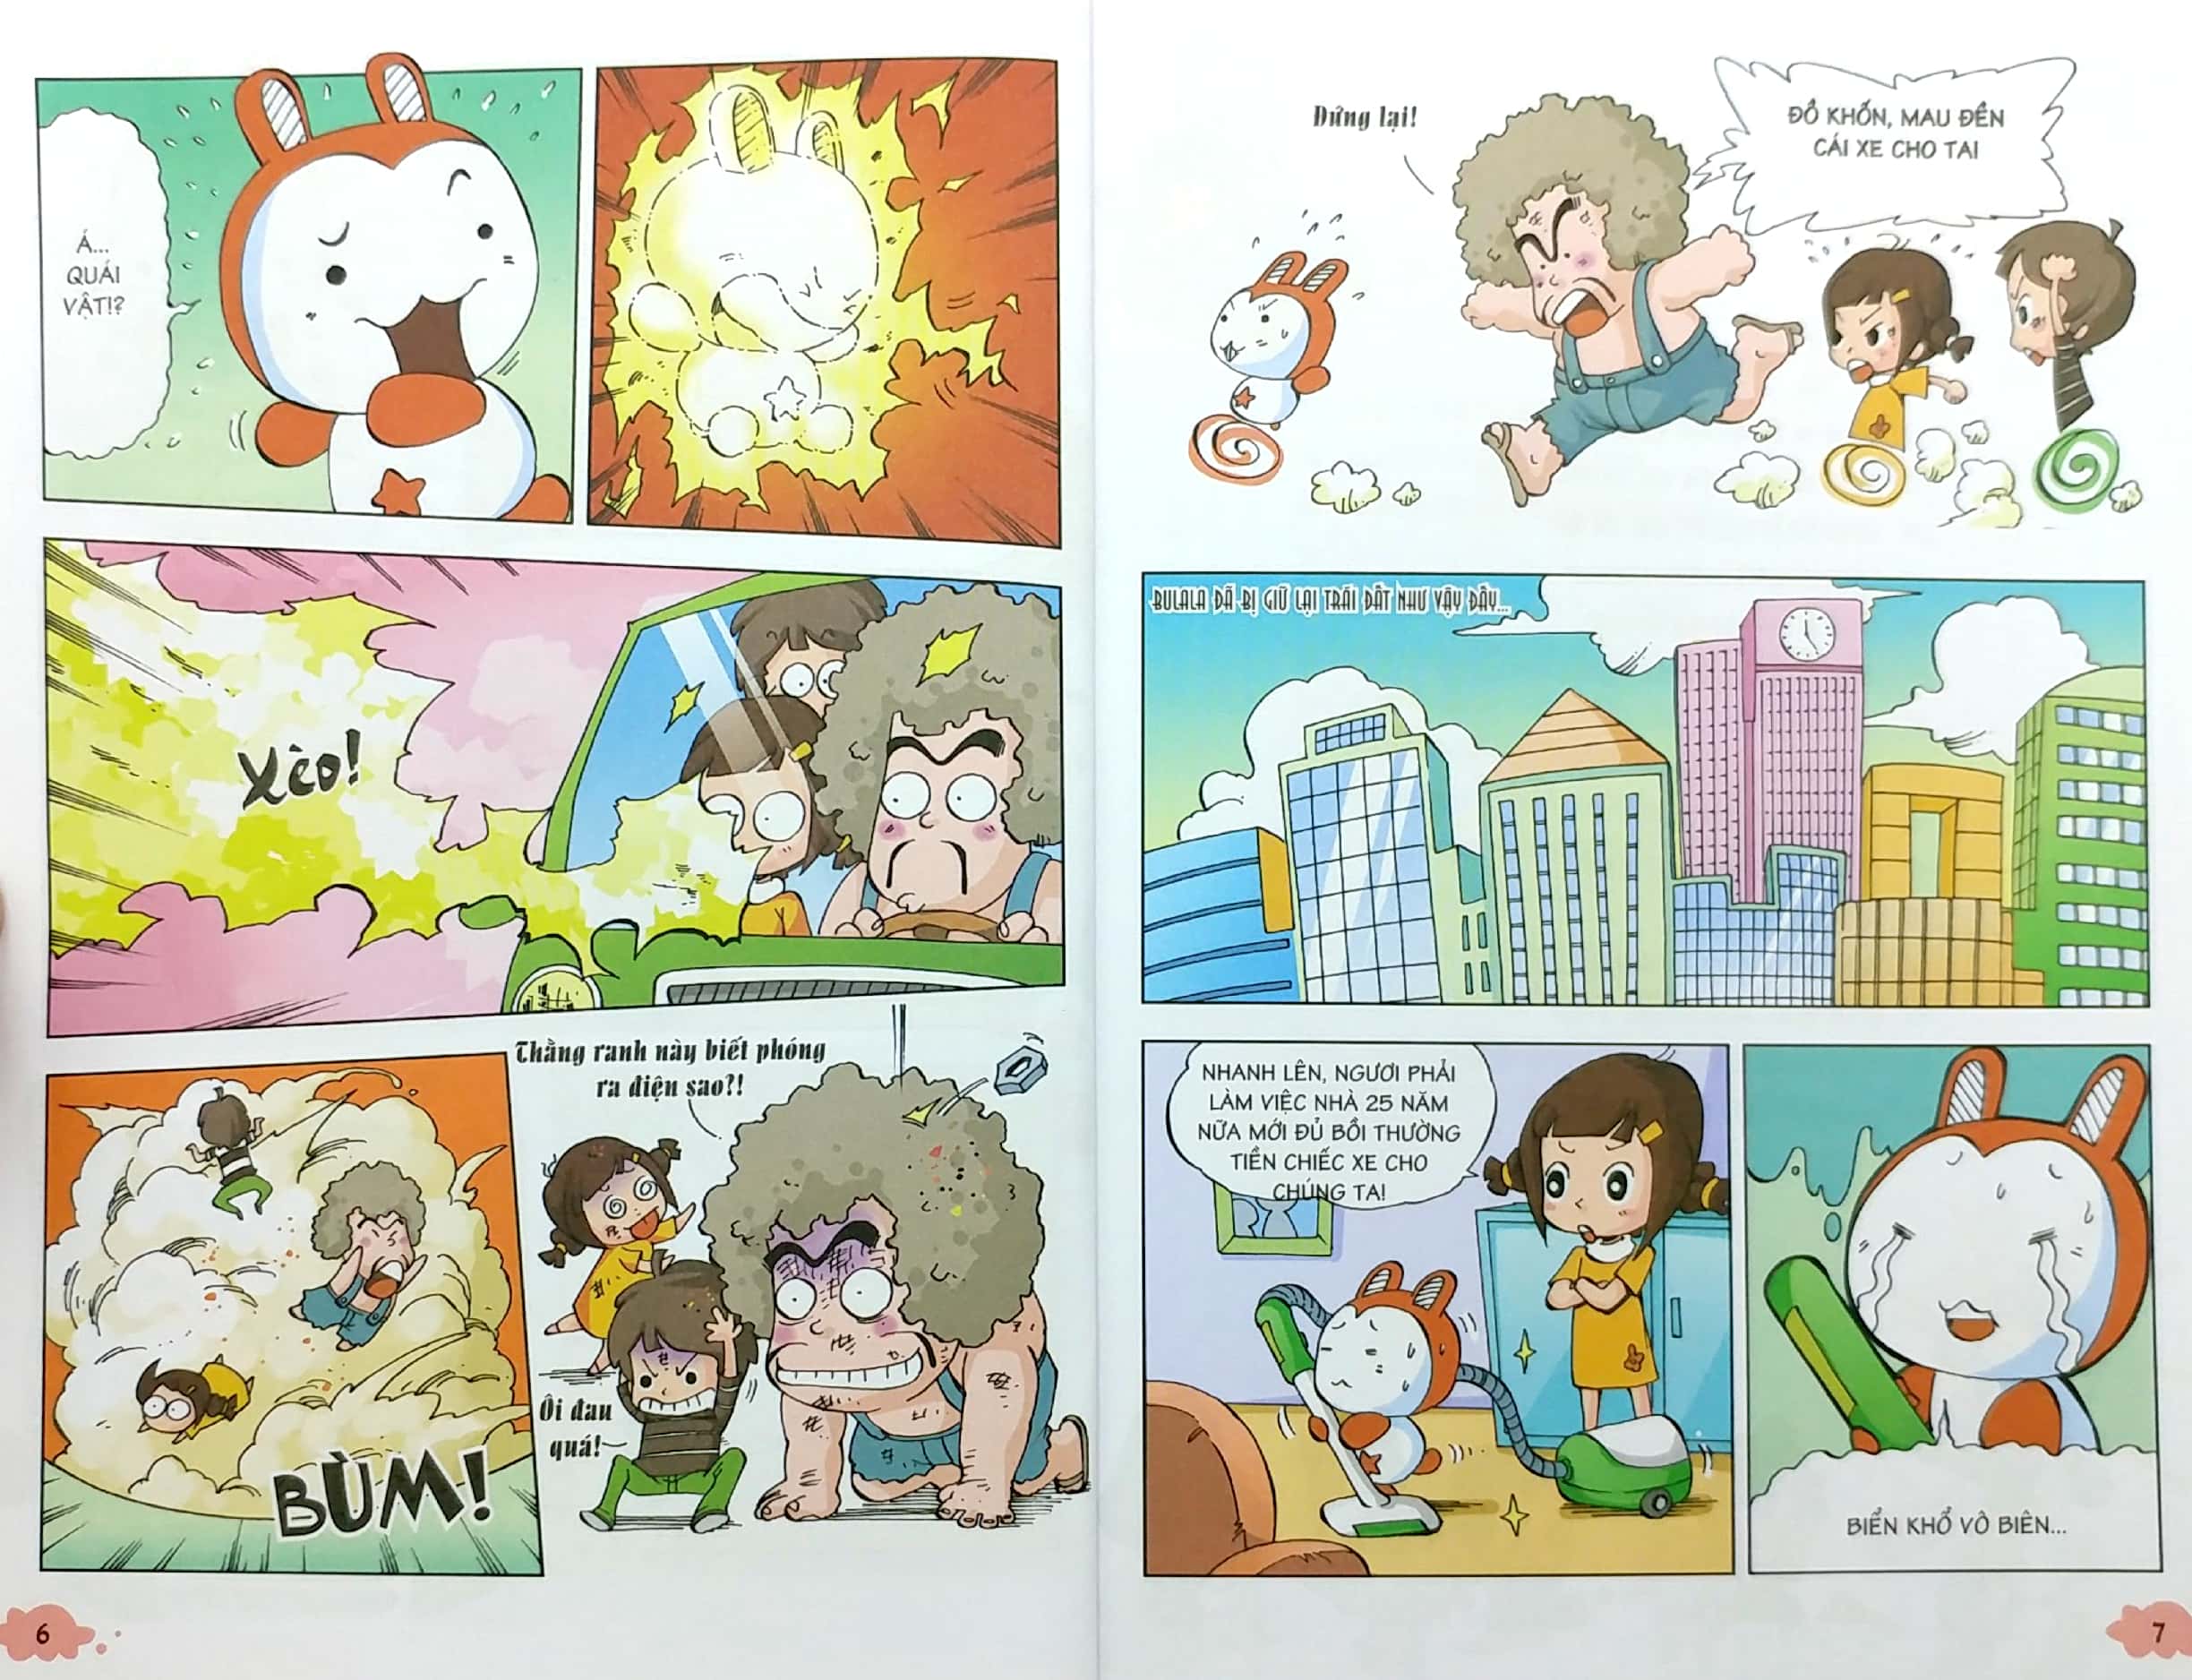 Á...
QUÁI
VẬT!?
Xèo!
BÙM!
Thằng ranh này biết phóng
ra điện sao?!
Ôi đau
quá!
6
Đứng lại!
ĐỒ KHỐN, MAU ĐỀN
CÁI XE CHO TAI
BULALA ĐÃ BỊ GIỮ LẠI TRÁI ĐẤT NHƯ VẬY ĐẤY...
NHANH LÊN, NGƯƠI PHẢI
LÀM VIỆC NHÀ 25 NĂM
NỮA MỚI ĐỦ BỒI THƯỜNG
TIỀN CHIẾC XE CHO
CHÚNG TA!
BIỂN KHỔ VÔ BIÊN...
7